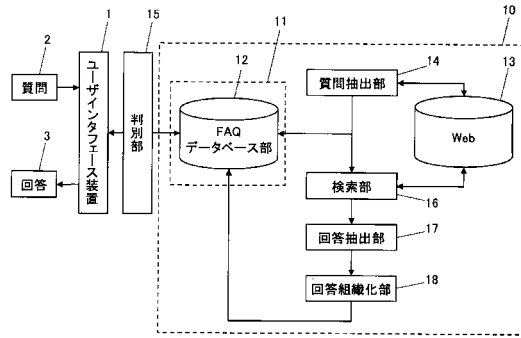 1
15
11
10
2
12
14
13
質問
ユーザインタフェース装置
判別部
FAQ
データベース部
質問抽出部
Web
3
回答
検索部
16
回答抽出部
17
回答組織化部
18